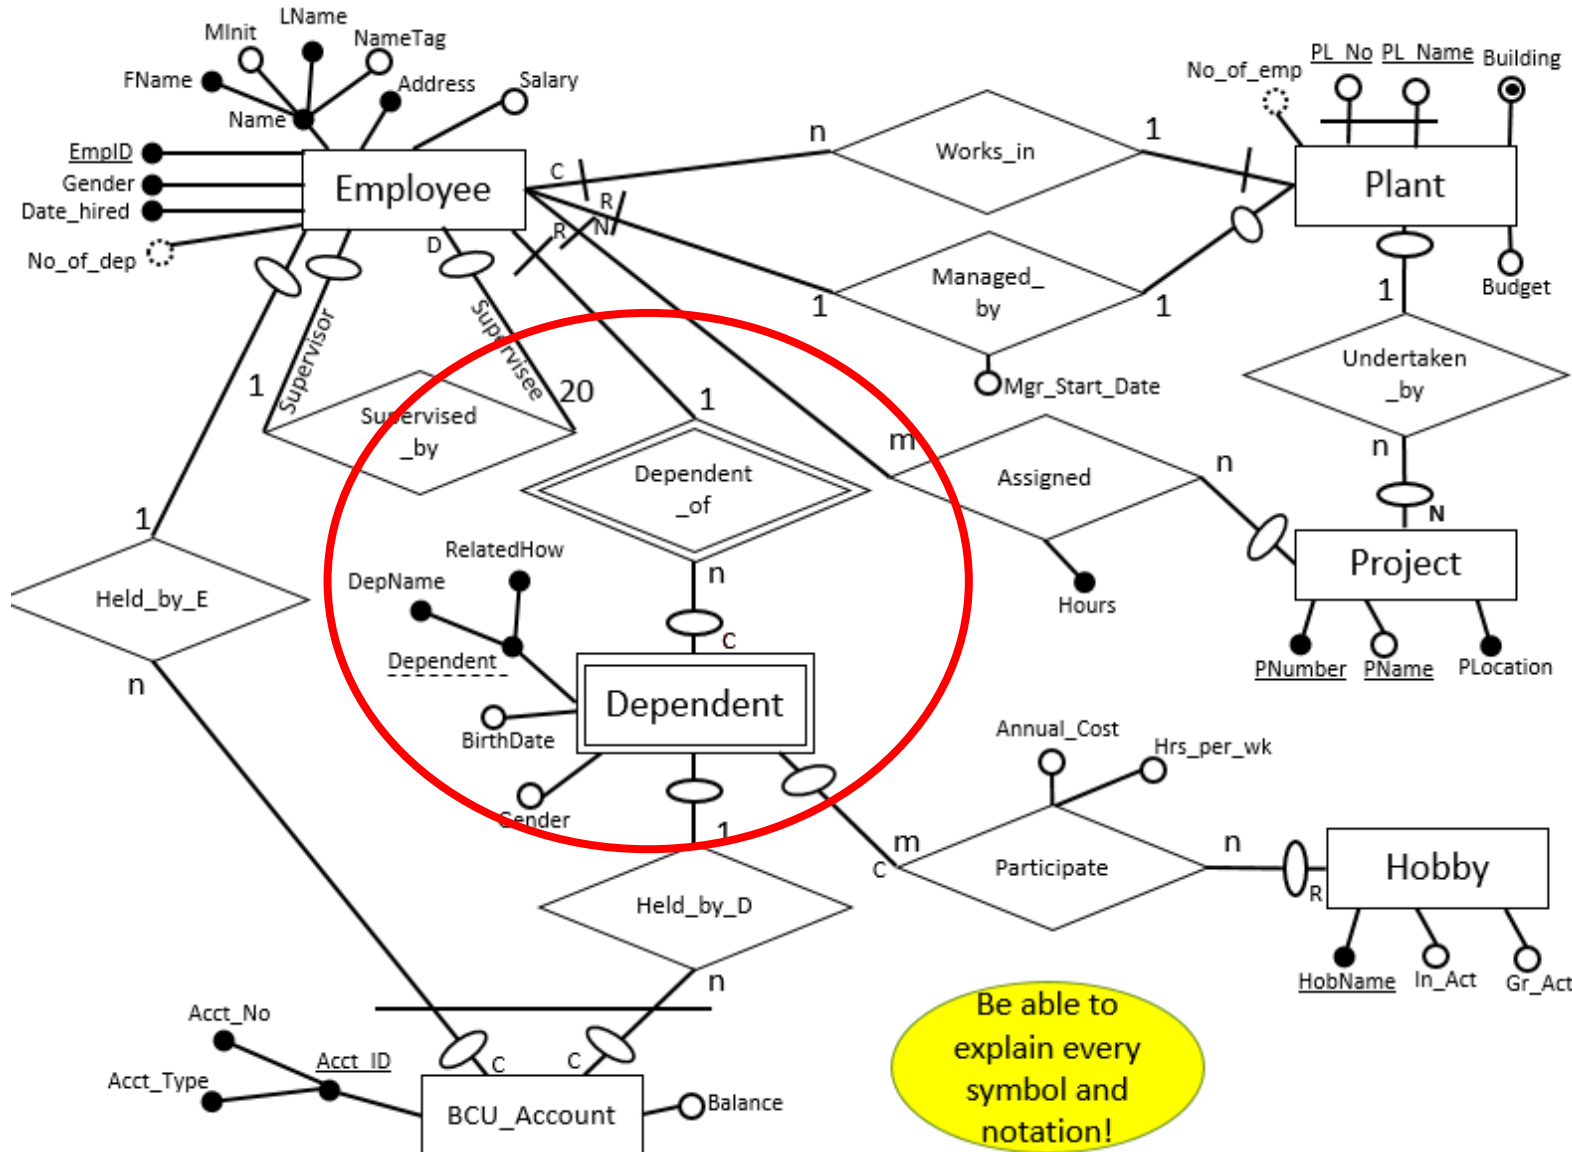 LName
MInit
NameTag
FName
Address
Salary
Name
EmpID
Gender
Date_hired
No_of_dep
Employee
D
C
R
N
R
n
Works_in
1
No_of_emp
PL_No
PL_Name
Building
Plant
Budget
1
Managed_
by
1
Mgr_Start_Date
1
Undertaken
_by
n
N
Project
PNumber
PName
PLocation
1
Supervisor
Supervisee
20
Supervised
_by
1
Dependent
_of
n
C
m
Assigned
n
Hours
1
Held_by_E
n
RelatedHow
DepName
Dependent
BirthDate
Gender
Dependent
1
Held_by_D
n
Annual_Cost
Hrs_per_wk
m
C
Participate
n
R
Hobby
HobName
In_Act
Gr_Act
Acct_No
Acct_Type
Acct_ID
C
C
BCU_Account
Balance
Be able to
explain every
symbol and
notation!